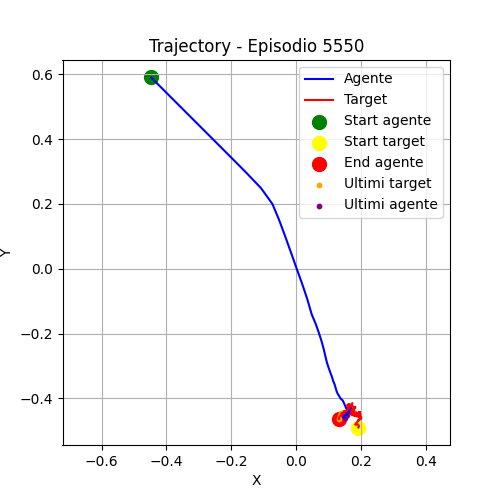 Trajectory - Episodio 5550
Agente
Target
Start agente
Start target
End agente
Ultimi target
Ultimi agente
0.6
0.4
0.2
0.0
−0.2
−0.4
Y
−0.6
−0.4
−0.2
0.0
0.2
0.4
X